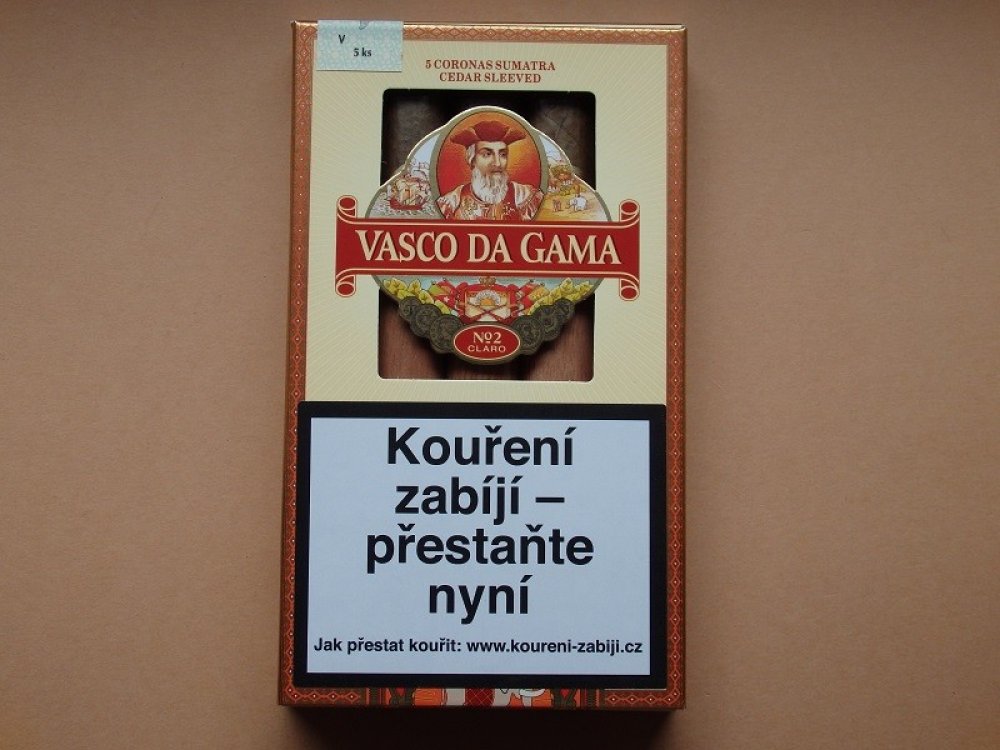 V
5 ks
5 CORONAS SUMATRA
CEDAR SLEEVED
VASCO DA GAMA
№2
CLARO
Kouření
zabíjí –
přestaňte
nyní
Jak přestat kouřit: www.koureni-zabiji.cz